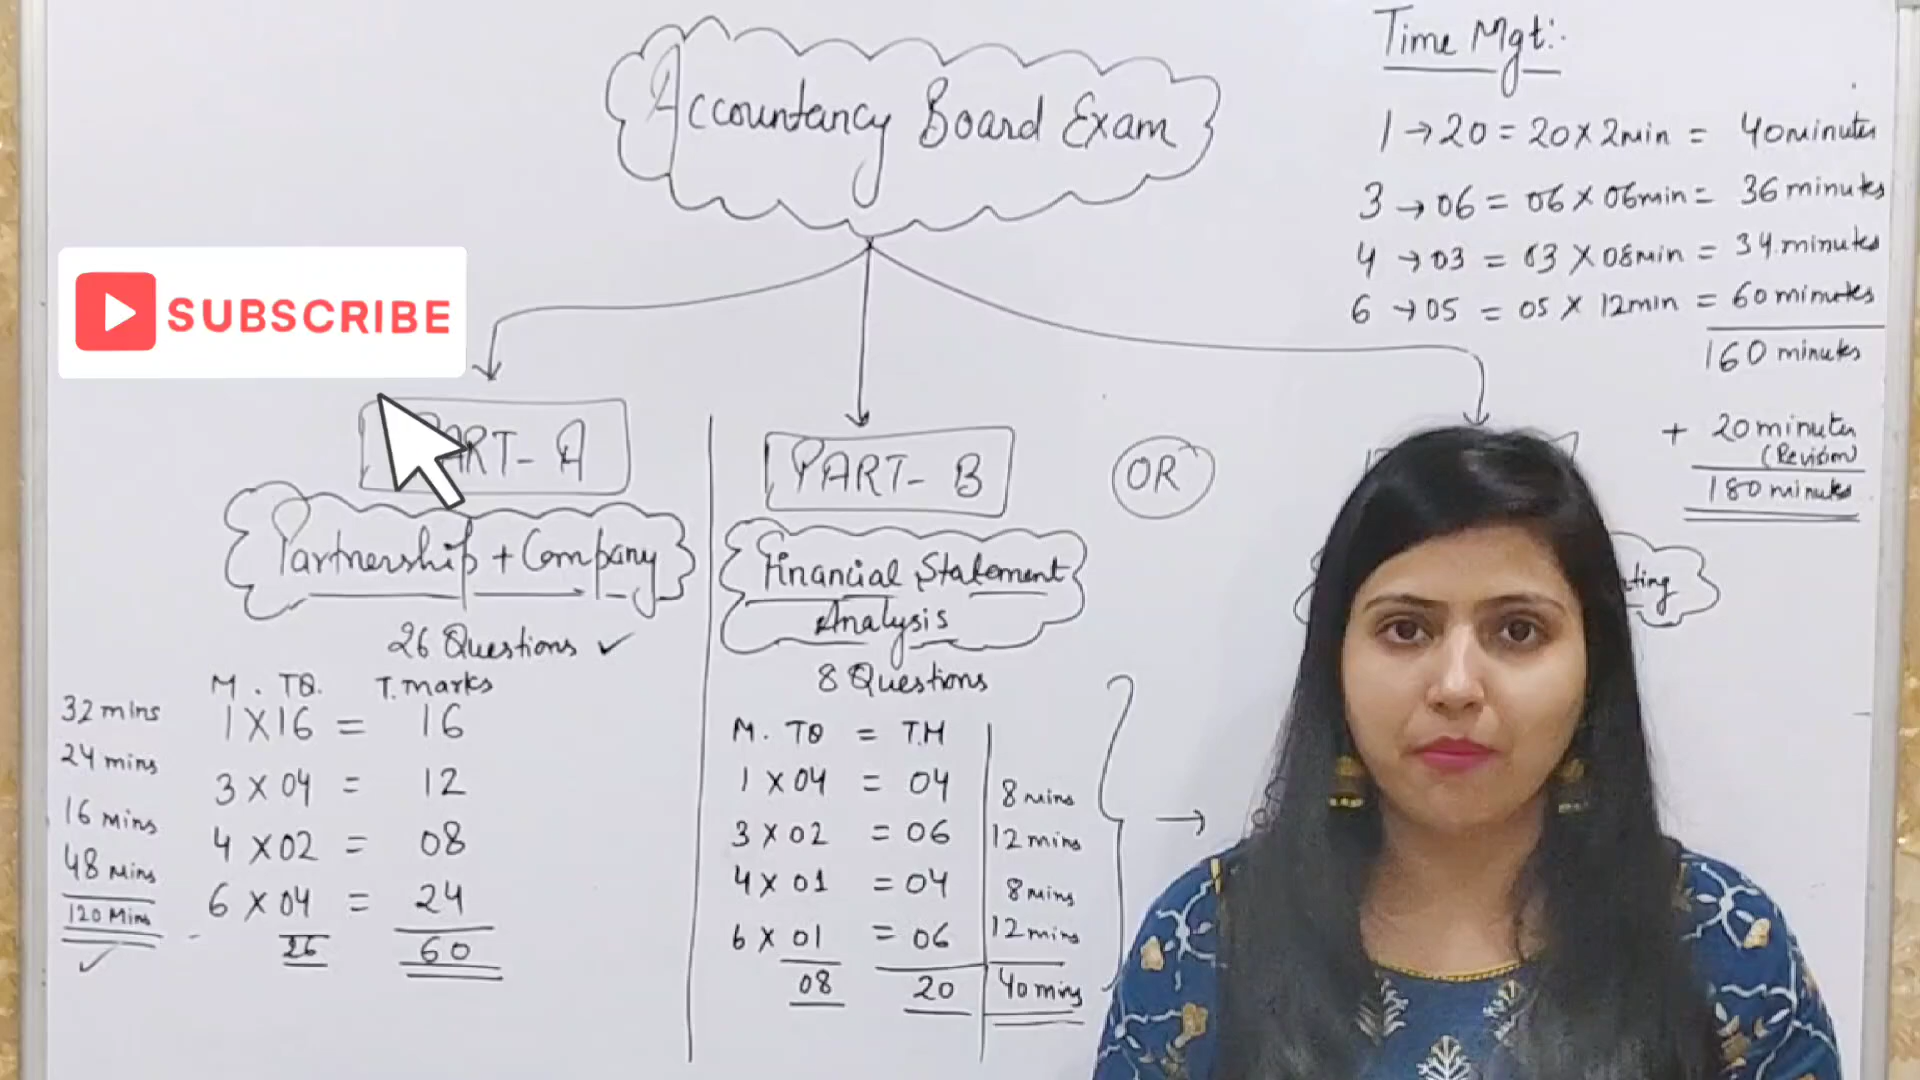 Accountancy Board Exam
Time Mgt:-
1 → 20 = 20 x 2min = 40 minutes
3 → 06 = 06 x 06min = 36 minutes
4 → 03 = 03 x 08min = 34 minutes
6 → 05 = 05 x 12min = 60 minutes
160 minutes
+ 20 minutes
(Revision)
180 minutes
SUBSCRIBE
PART- A
Partnership + Company
26 Questions ✓
M. TQ. T. marks
32 mins 1 x 16 = 16
24 mins 3 x 04 = 12
16 mins 4 x 02 = 08
48 mins 6 x 04 = 24
120 Mins 26 60
✓
PART- B
Financial Statement
Analysis
8 Questions
M. TQ = T.M
1 x 04 = 04 8 mins
3 x 02 = 06 12 mins
4 x 01 = 04 8 mins
6 x 01 = 06 12 mins
08 20 40 mins
→
OR